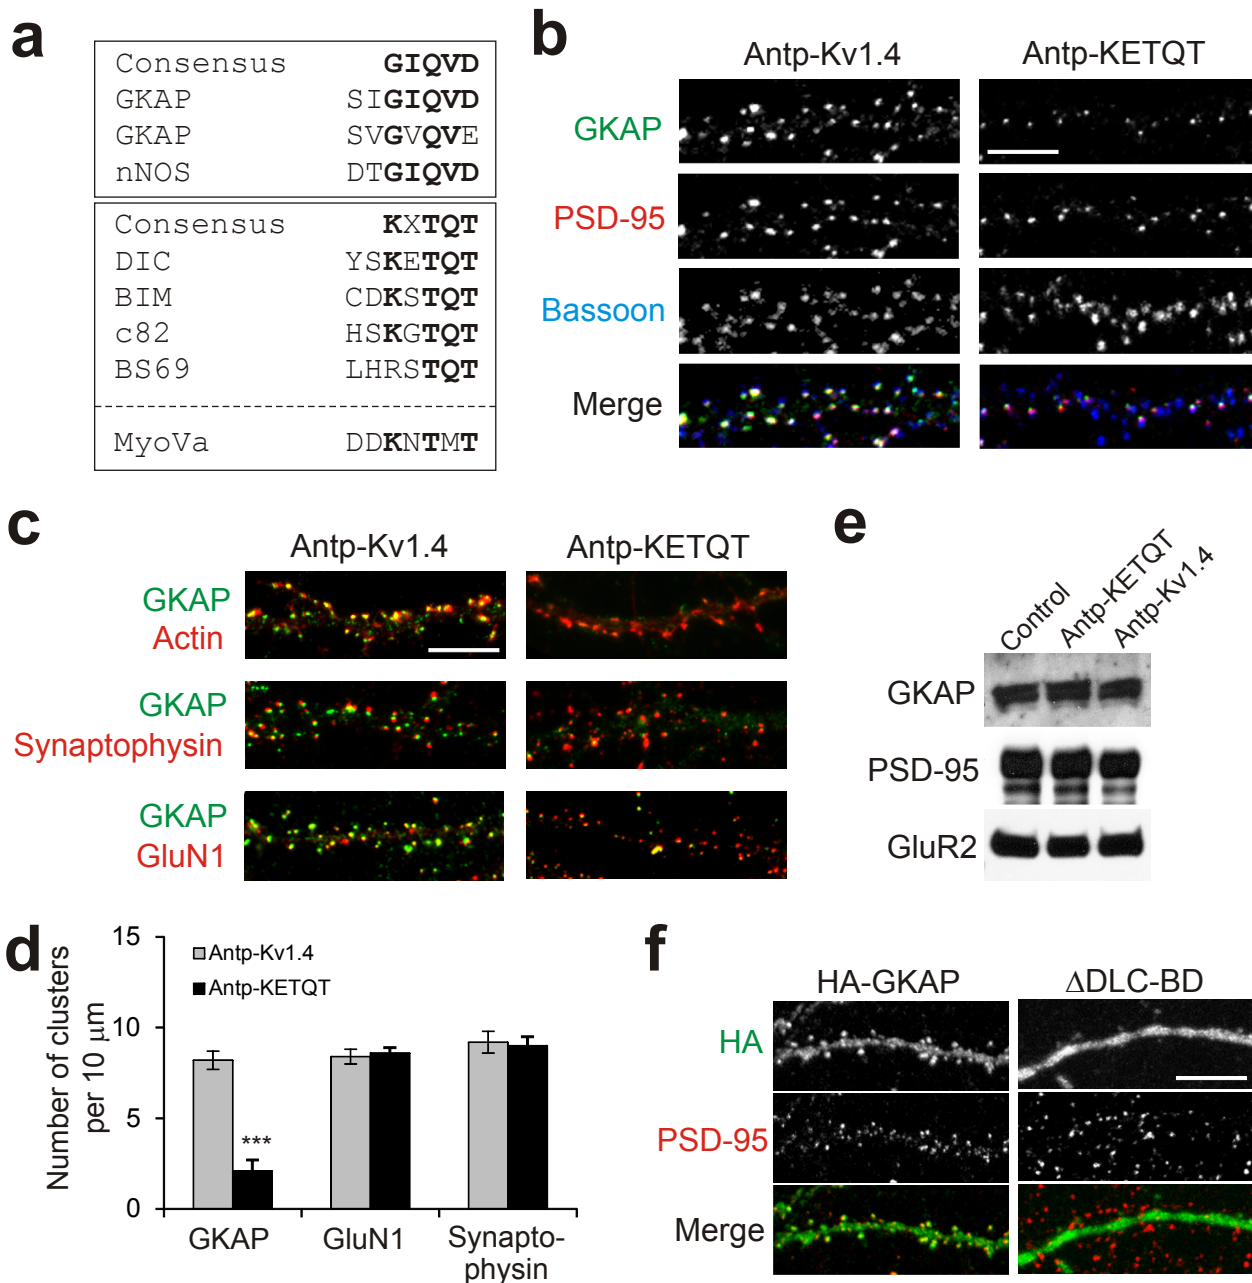 a
Consensus GIQVD
GKAP SIGIQVD
GKAP SVGVQVE
nNOS DTGIQVD
Consensus KXTQT
DIC YSKETQT
BIM CDKSTQT
c82 HSKGTQT
BS69 LHRSTQT
MyoVa DDKNTMT
b
Antp-Kv1.4 Antp-KETQT
GKAP
PSD-95
Bassoon
Merge
c
Antp-Kv1.4 Antp-KETQT
GKAP
Actin
GKAP
Synaptophysin
GKAP
GluN1
e
Control Antp-KETQT Antp-Kv1.4
GKAP
PSD-95
GluR2
d
Number of clusters
per 10 μm
15
10
5
0
Antp-Kv1.4
Antp-KETQT
***
GKAP GluN1 Synapto-
physin
f
HA-GKAP ΔDLC-BD
HA
PSD-95
Merge